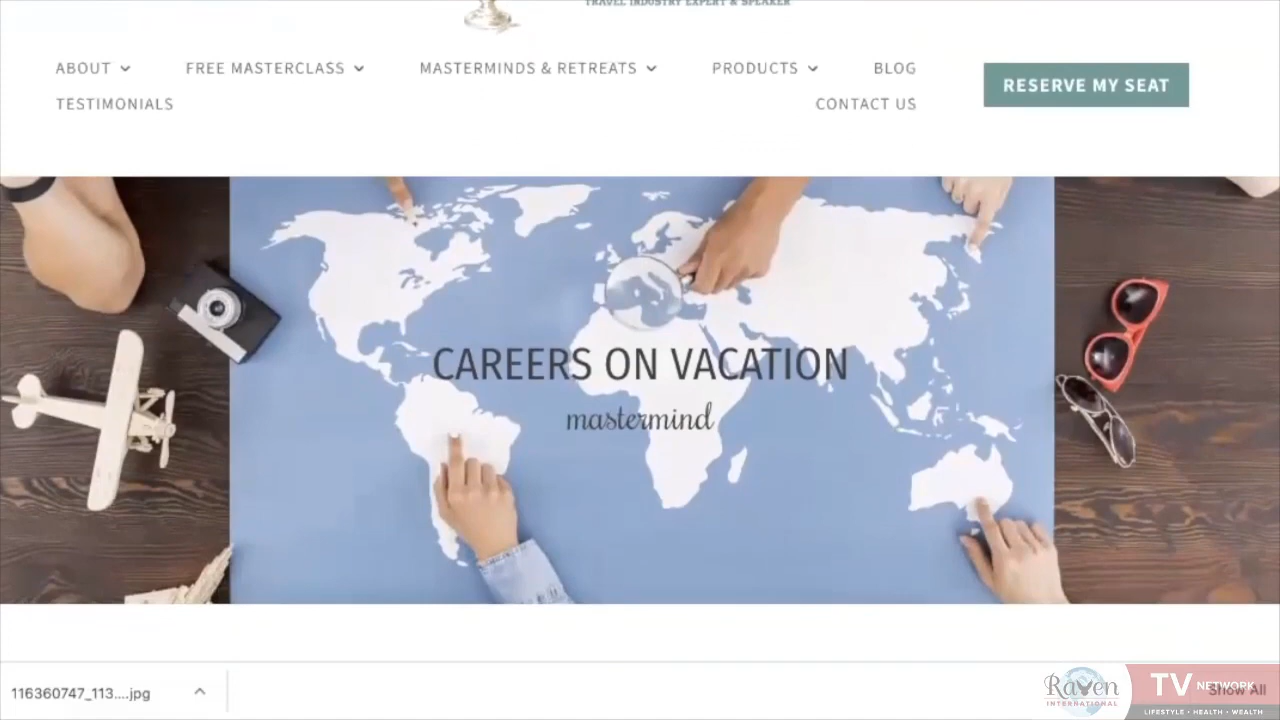 TRAVEL INDUSTRY EXPERT & SPEAKER
ABOUT FREE MASTERCLASS MASTERMINDS & RETREATS PRODUCTS BLOG
TESTIMONIALS CONTACT US
RESERVE MY SEAT
CAREERS ON VACATION
mastermind
116360747_113....jpg
Show All
Raven
INTERNATIONAL
TV NETWORK
LIFESTYLE • HEALTH • WEALTH